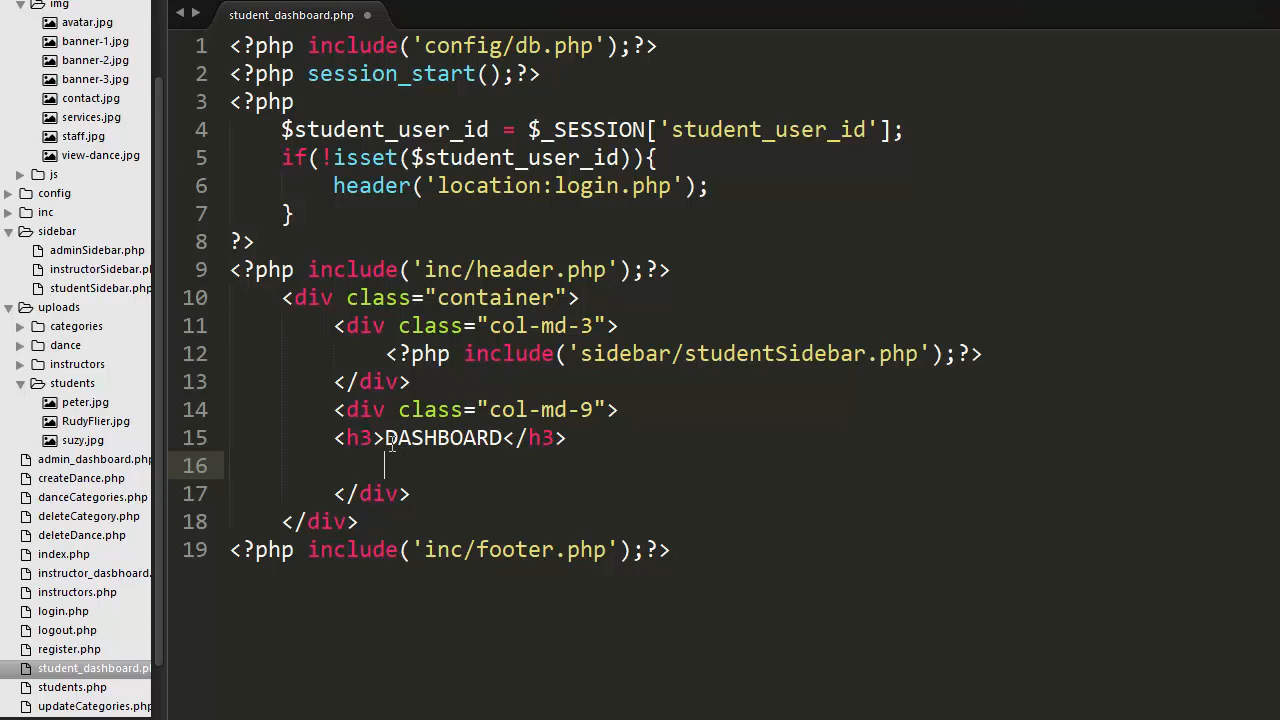 img
avatar.jpg
banner-1.jpg
banner-2.jpg
banner-3.jpg
contact.jpg
services.jpg
staff.jpg
view-dance.jpg
js
config
inc
sidebar
adminSidebar.php
instructorSidebar.ph
studentSidebar.php
uploads
categories
dance
instructors
students
peter.jpg
RudyFlier.jpg
suzy.jpg
admin_dashboard.php
createDance.php
danceCategories.php
deleteCategory.php
deleteDance.php
index.php
instructor_dasbhoard.
instructors.php
login.php
logout.php
register.php
student_dashboard.p
students.php
updateCategories.php
student_dashboard.php
1 <?php include('config/db.php');?>
2 <?php session_start();?>
3 <?php
4 $student_user_id = $_SESSION['student_user_id'];
5 if(!isset($student_user_id)){
6 header('location:login.php');
7 }
8 ?>
9 <?php include('inc/header.php');?>
10 <div class="container">
11 <div class="col-md-3">
12 <?php include('sidebar/studentSidebar.php');?>
13 </div>
14 <div class="col-md-9">
15 <h3>DASHBOARD</h3>
16
17 </div>
18 </div>
19 <?php include('inc/footer.php');?>